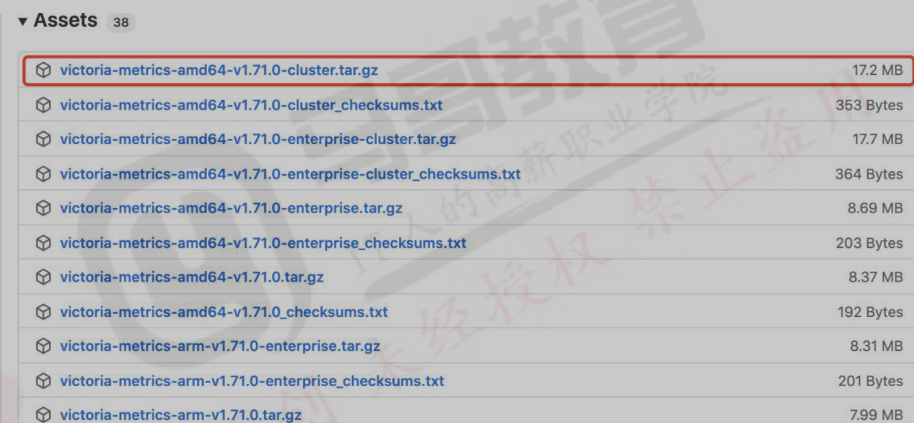 Assets 38
victoria-metrics-amd64-v1.71.0-cluster.tar.gz 17.2 MB
victoria-metrics-amd64-v1.71.0-cluster_checksums.txt 353 Bytes
victoria-metrics-amd64-v1.71.0-enterprise-cluster.tar.gz 17.7 MB
victoria-metrics-amd64-v1.71.0-enterprise-cluster_checksums.txt 364 Bytes
victoria-metrics-amd64-v1.71.0-enterprise.tar.gz 8.69 MB
victoria-metrics-amd64-v1.71.0-enterprise_checksums.txt 203 Bytes
victoria-metrics-amd64-v1.71.0.tar.gz 8.37 MB
victoria-metrics-amd64-v1.71.0_checksums.txt 192 Bytes
victoria-metrics-arm-v1.71.0-enterprise.tar.gz 8.31 MB
victoria-metrics-arm-v1.71.0-enterprise_checksums.txt 201 Bytes
victoria-metrics-arm-v1.71.0.tar.gz 7.99 MB
马哥教育
IT人的高薪职业学院
未经授权 禁止盗用